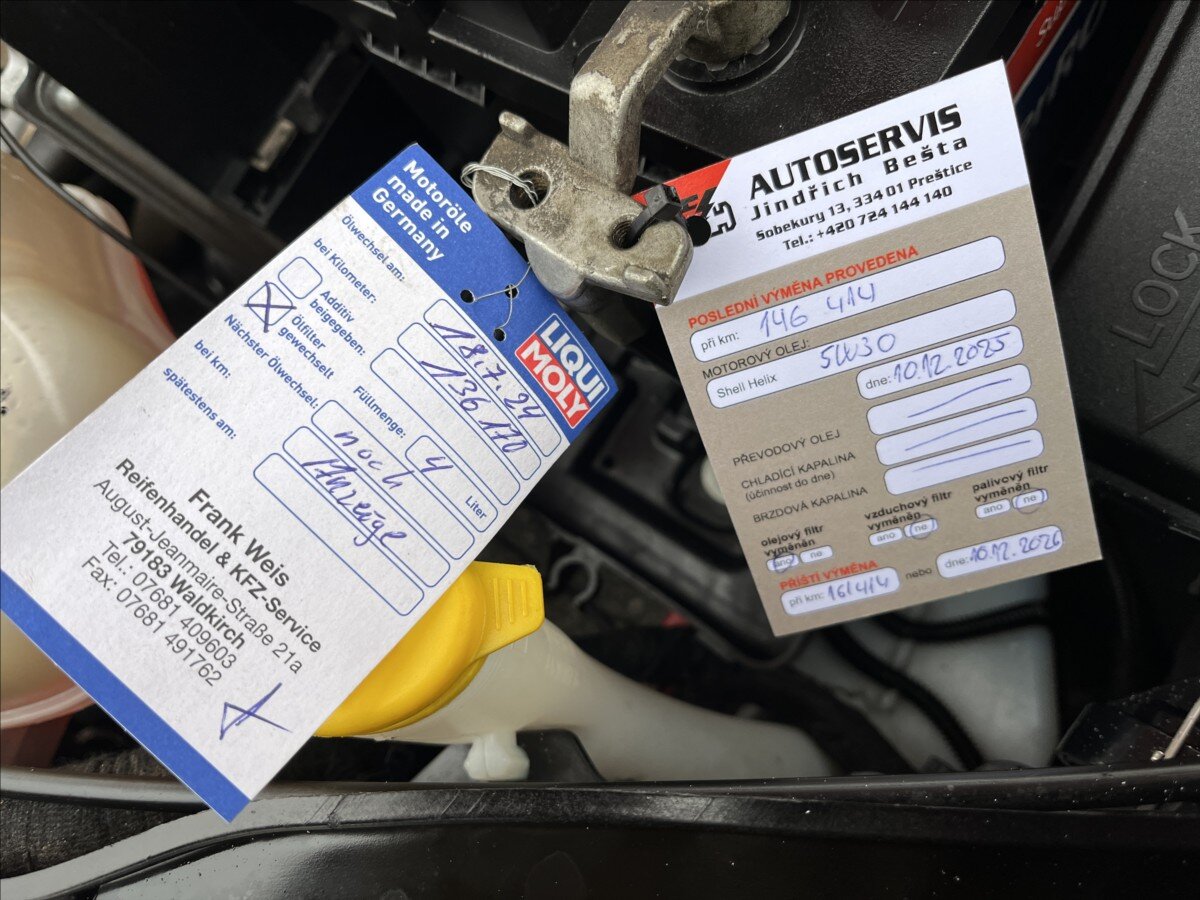 Motoröle
made in
Germany
LIQUI
MOLY
Ölwechsel am: 18.7.24
bei Kilometer: 136 170
Additiv
beigegeben:
Ölfilter
gewechselt
Füllmenge: 4 Liter
Nächster Ölwechsel:
bei km: noch
spätestens am: Anzeige
Frank Weis
Reifenhandel & KFZ-Service
August-Jeanmaire-Straße 21a
79183 Waldkirch
Tel.: 07681 409603
Fax.: 07681 491762
AUTOSERVIS
Jindřich Bešta
Sobekury 13, 334 01 Preštice
Tel.: +420 724 144 140
POSLEDNÍ VÝMĚNA PROVEDENA
při km: 146 414
MOTOROVÝ OLEJ:
Shell Helix 5W30
dne: 10.12.2025
PŘEVODOVÝ OLEJ
CHLADÍCÍ KAPALINA
(účinnost do dne)
BRZDOVÁ KAPALINA
olejový filtr
vyměněn
ano ne
vzduchový filtr
vyměněn
ano ne
palivový filtr
vyměněn
ano ne
PŘÍŠTÍ VÝMĚNA
při km: 161414 nebo dne: 10.12.2026
LOCK